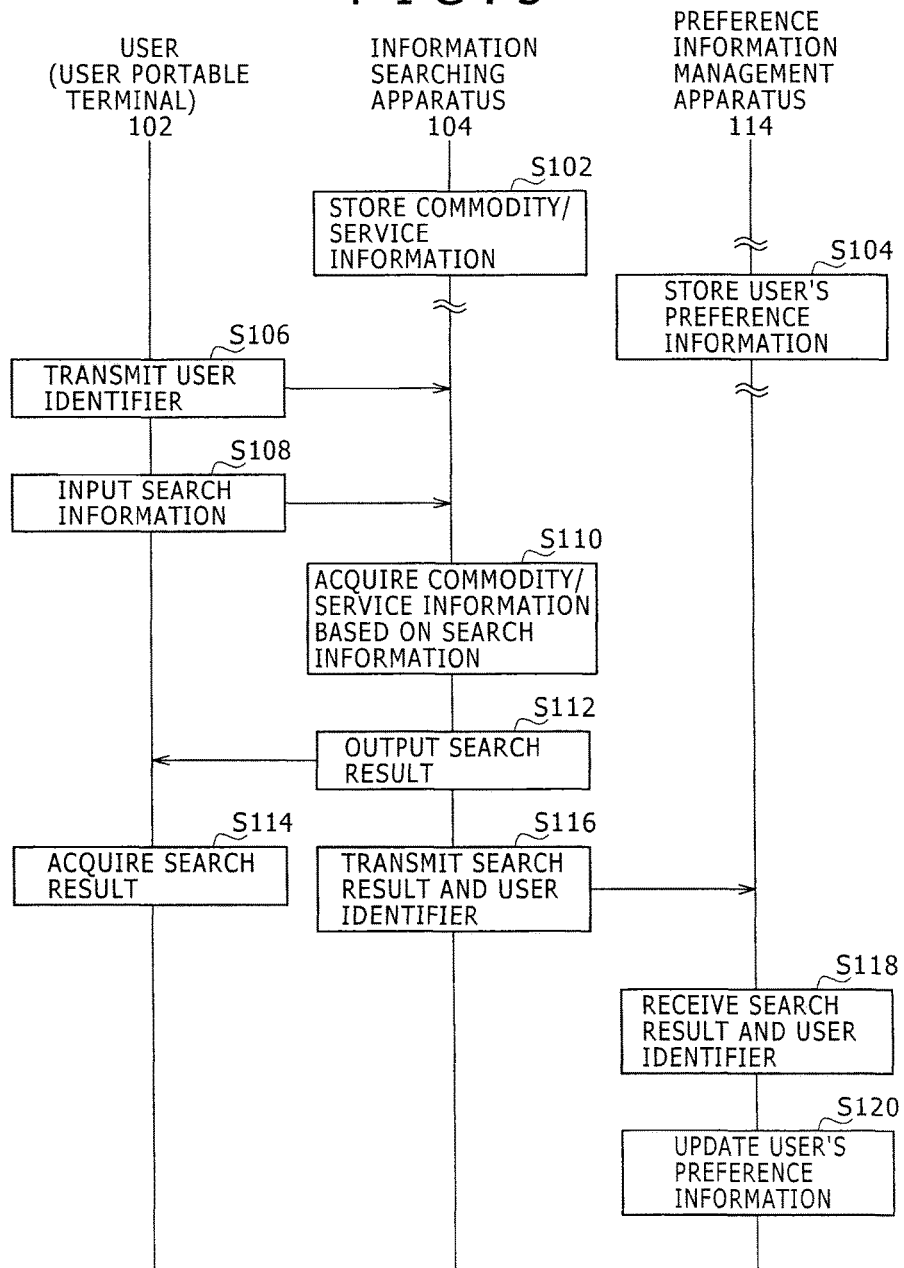 USER
(USER PORTABLE
TERMINAL)
102
INFORMATION
SEARCHING
APPARATUS
104
PREFERENCE
INFORMATION
MANAGEMENT
APPARATUS
114
S102
STORE COMMODITY/
SERVICE
INFORMATION
S104
STORE USER'S
PREFERENCE
INFORMATION
S106
TRANSMIT USER
IDENTIFIER
S108
INPUT SEARCH
INFORMATION
S110
ACQUIRE COMMODITY/
SERVICE INFORMATION
BASED ON SEARCH
INFORMATION
S112
OUTPUT SEARCH
RESULT
S114
ACQUIRE SEARCH
RESULT
S116
TRANSMIT SEARCH
RESULT AND USER
IDENTIFIER
S118
RECEIVE SEARCH
RESULT AND USER
IDENTIFIER
S120
UPDATE USER'S
PREFERENCE
INFORMATION